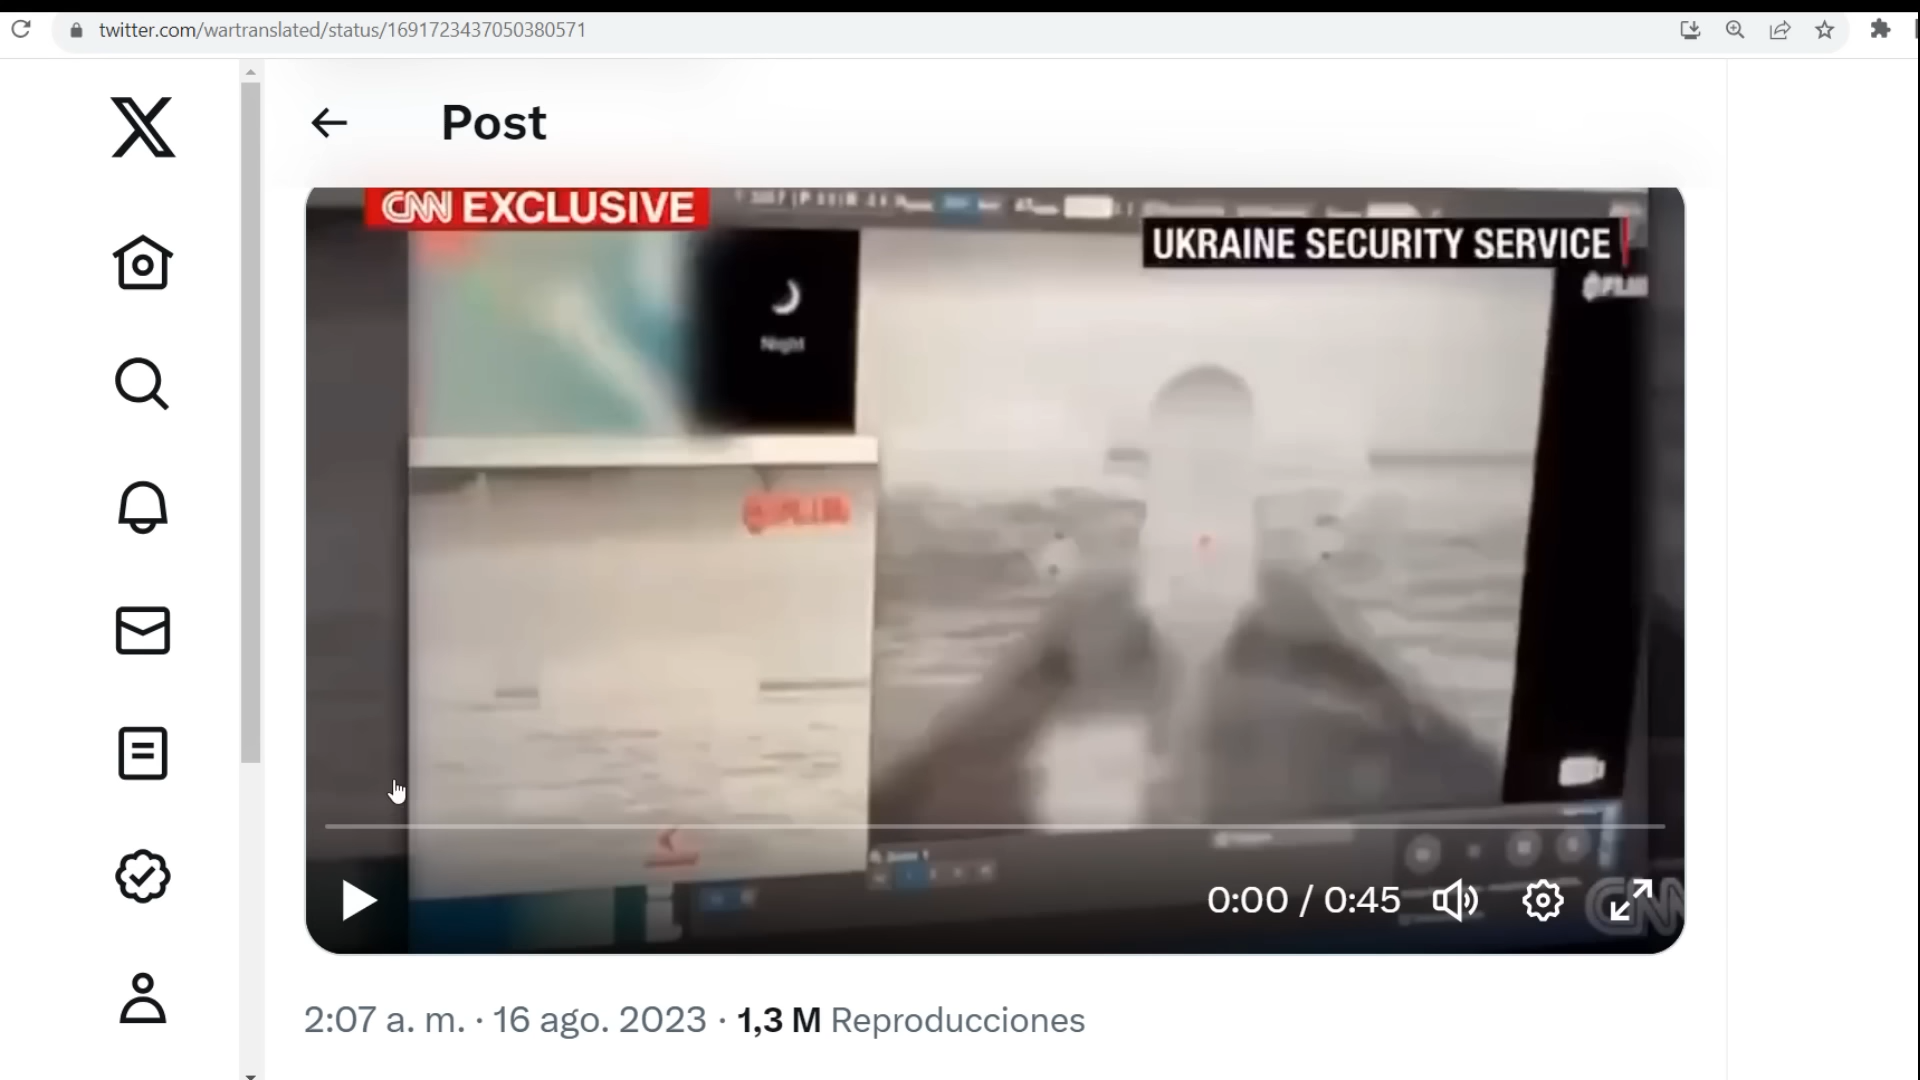 twitter.com/wartranslated/status/1691723437050380571
Post
CNN EXCLUSIVE
UKRAINE SECURITY SERVICE
Night
0:00 / 0:45
CNN
2:07 a. m. · 16 ago. 2023 · 1,3 M Reproducciones